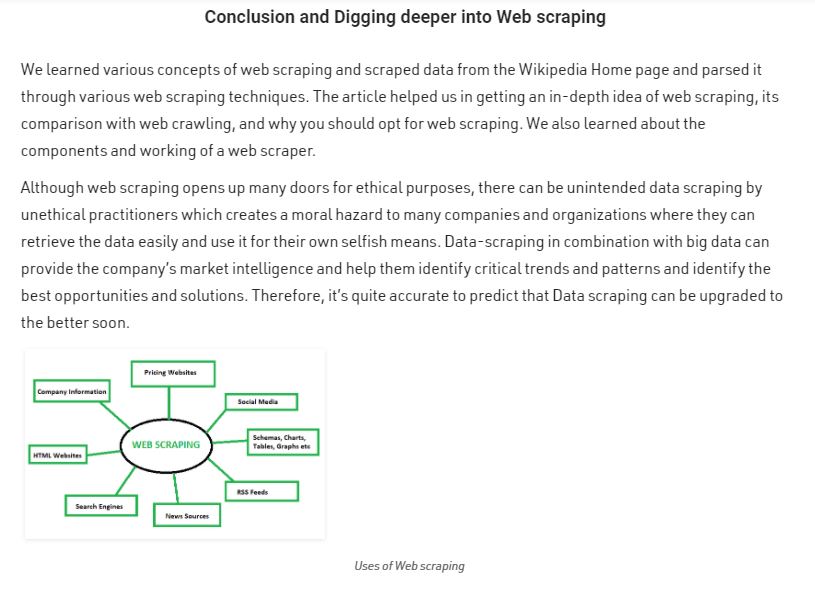 Conclusion and Digging deeper into Web scraping
We learned various concepts of web scraping and scraped data from the Wikipedia Home page and parsed it
through various web scraping techniques. The article helped us in getting an in-depth idea of web scraping, its
comparison with web crawling, and why you should opt for web scraping. We also learned about the
components and working of a web scraper.
Although web scraping opens up many doors for ethical purposes, there can be unintended data scraping by
unethical practitioners which creates a moral hazard to many companies and organizations where they can
retrieve the data easily and use it for their own selfish means. Data-scraping in combination with big data can
provide the company's market intelligence and help them identify critical trends and patterns and identify the
best opportunities and solutions. Therefore, it's quite accurate to predict that Data scraping can be upgraded to
the better soon.
Pricing Websites
Company Information
Social Media
WEB SCRAPING
Schemas, Charts,
Tables, Graphs etc
HTML Websites
RSS Feeds
Search Engines
News Sources
Uses of Web scraping